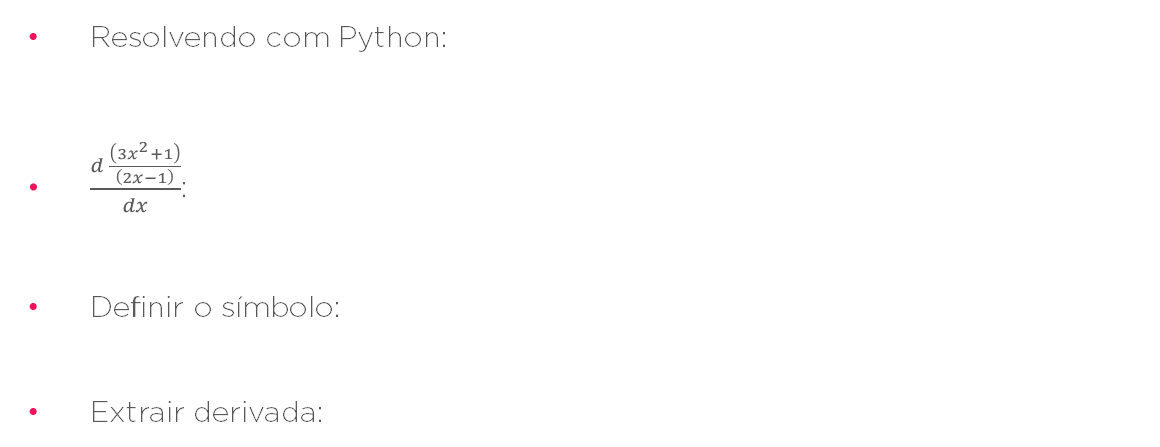 • Resolvendo com Python:
• d (3x²+1)/(2x−1) / dx :
• Definir o símbolo:
• Extrair derivada: